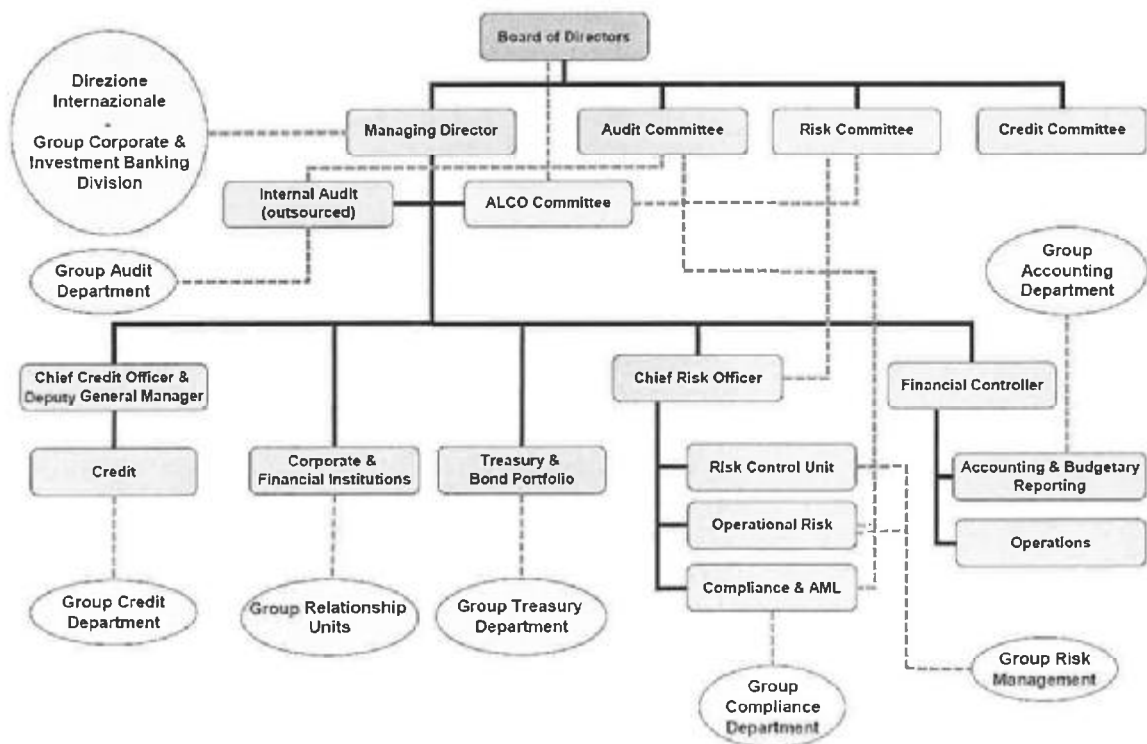 Board of Directors
Direzione
Internazionale
-
Group Corporate &
Investment Banking
Division
Managing Director
Audit Committee
Risk Committee
Credit Committee
Internal Audit
(outsourced)
ALCO Committee
Group Audit
Department
Group
Accounting
Department
Chief Credit Officer &
Deputy General Manager
Chief Risk Officer
Financial Controller
Credit
Corporate &
Financial Institutions
Treasury &
Bond Portfolio
Risk Control Unit
Accounting & Budgetary
Reporting
Operational Risk
Operations
Compliance & AML
Group Credit
Department
Group Relationship
Units
Group Treasury
Department
Group Risk
Management
Group
Compliance
Department